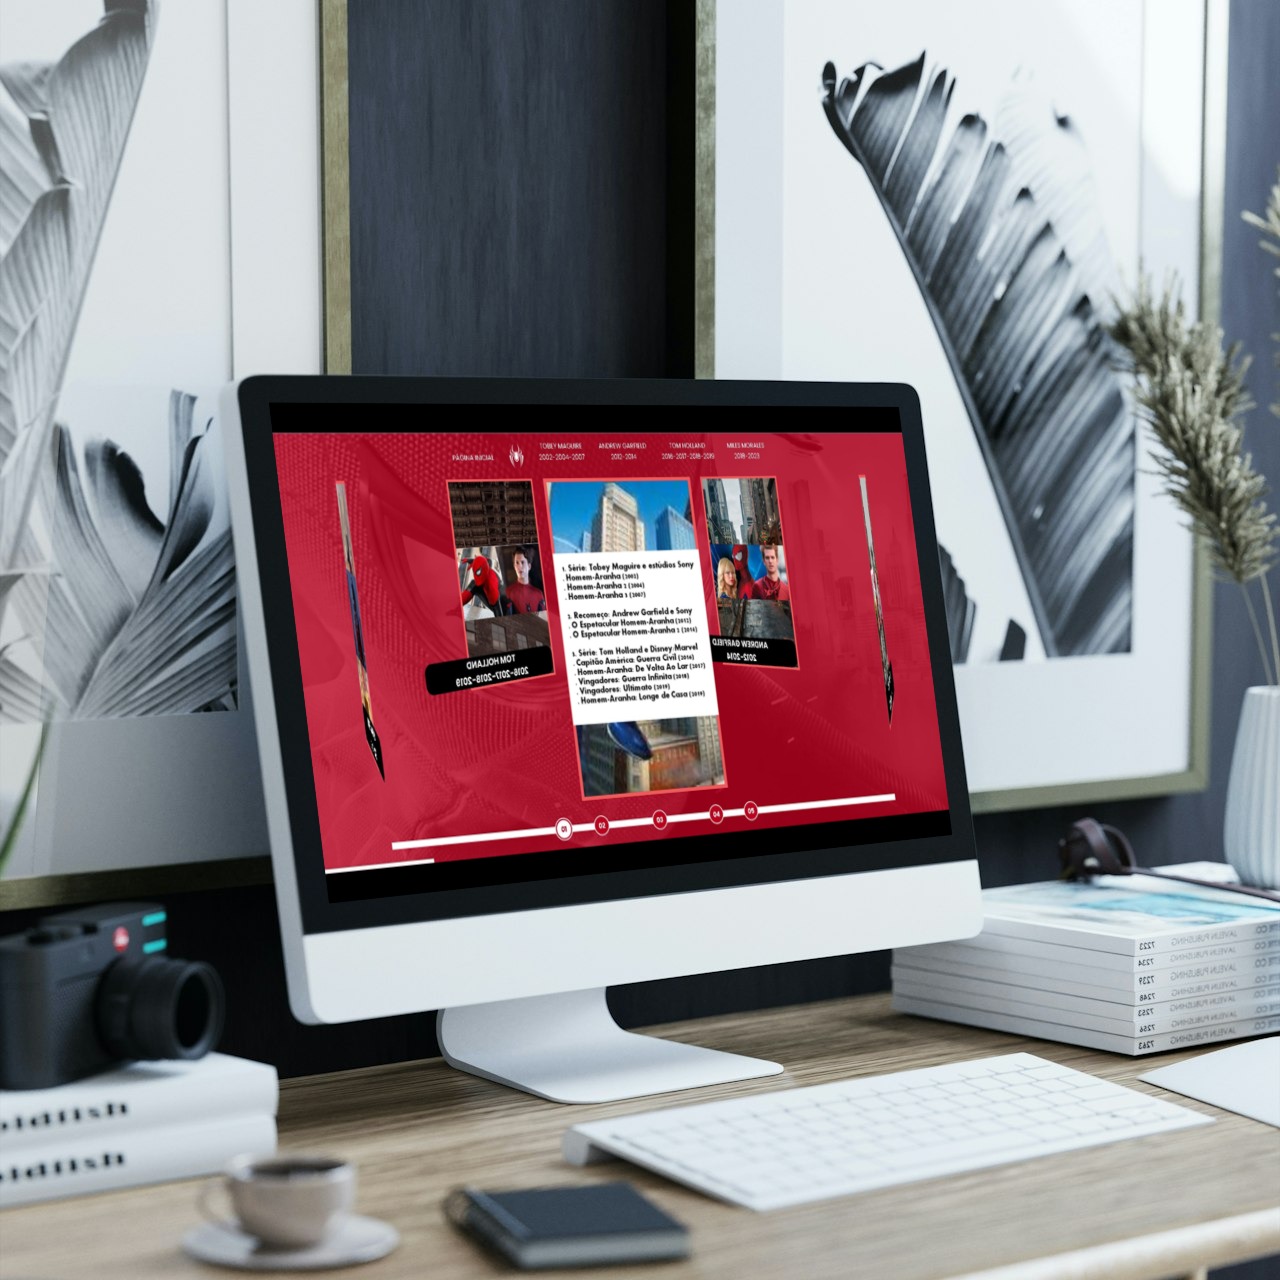 PÁGINA INICIAL
TOBEY MAGUIRE
2002-2004-2007
ANDREW GARFIELD
2012-2014
TOM HOLLAND
2016-2017-2018-2019
MILES MORALES
2018-2023
1. Série: Tobey Maguire e estúdios Sony
. Homem-Aranha (2002)
. Homem-Aranha 2 (2004)
. Homem-Aranha 3 (2007)
2. Recomeço: Andrew Garfield e Sony
. O Espetacular Homem-Aranha (2012)
. O Espetacular Homem-Aranha 2 (2014)
3. Série: Tom Holland e Disney/Marvel
. Capitão América: Guerra Civil (2016)
. Homem-Aranha: De Volta Ao Lar (2017)
. Vingadores: Guerra Infinita (2018)
. Vingadores: Ultimato (2019)
. Homem-Aranha: Longe de Casa (2019)
TOM HOLLAND
2016-2017-2018-2019
ANDREW GARFIELD
2012-2014
01 02 03 04 05
7223 JAVELIN PUBLISHING
7234 JAVELIN PUBLISHING
7239 JAVELIN PUBLISHING
7248 JAVELIN PUBLISHING
7253 JAVELIN PUBLISHING
7256 JAVELIN PUBLISHING
7263 JAVELIN PUBLISHING